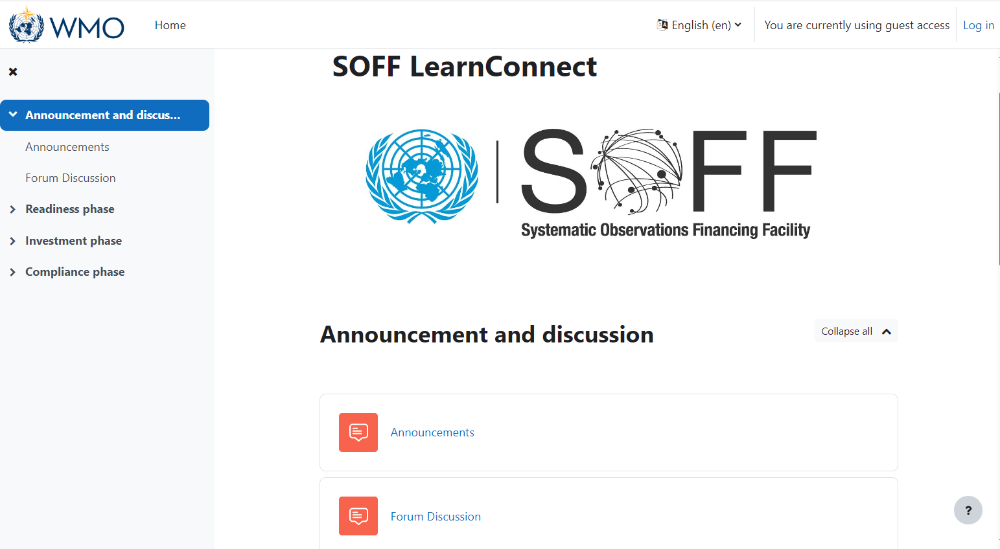 WMO
Home
English (en)
You are currently using guest access
Log in
Announcement and discus...
Announcements
Forum Discussion
Readiness phase
Investment phase
Compliance phase
SOFF LearnConnect
SOFF
Systematic Observations Financing Facility
Announcement and discussion
Collapse all
Announcements
Forum Discussion
?